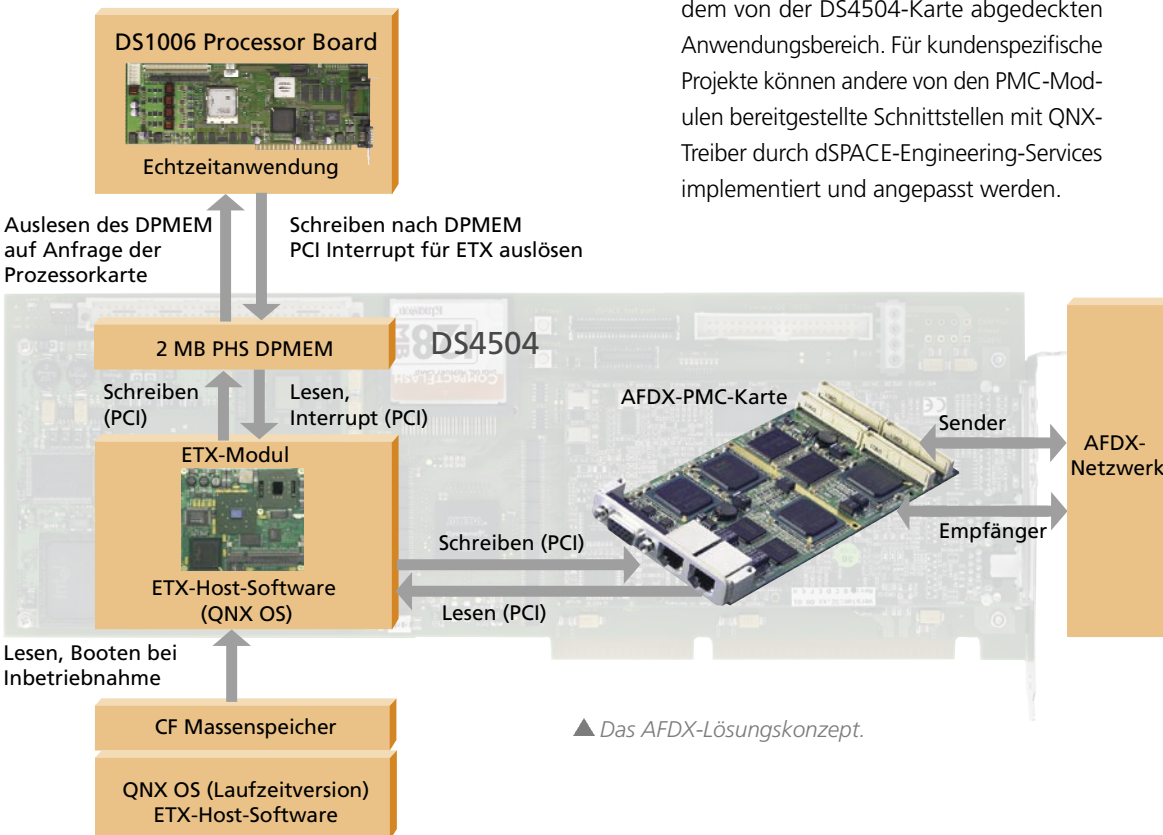 dem von der DS4504-Karte abgedeckten
Anwendungsbereich. Für kundenspezifische
Projekte können andere von den PMC-Mod-
ulen bereitgestellte Schnittstellen mit QNX-
Treiber durch dSPACE-Engineering-Services
implementiert und angepasst werden.
DS1006 Processor Board
Echtzeitanwendung
Auslesen des DPMEM
auf Anfrage der
Prozessorkarte
Schreiben nach DPMEM
PCI Interrupt für ETX auslösen
2 MB PHS DPMEM
DS4504
Kingston
128MB
COMPACTFLASH
Schreiben
(PCI)
Lesen,
Interrupt (PCI)
AFDX-PMC-Karte
Sender
AFDX-
Netzwerk
Empfänger
ETX-Modul
ETX-Host-Software
(QNX OS)
Schreiben (PCI)
Lesen (PCI)
Lesen, Booten bei
Inbetriebnahme
CF Massenspeicher
QNX OS (Laufzeitversion)
ETX-Host-Software
▲ Das AFDX-Lösungskonzept.